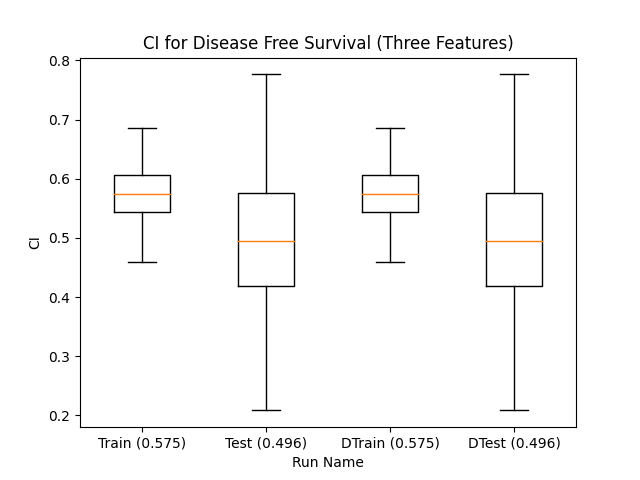 CI for Disease Free Survival (Three Features)
0.8
0.7
0.6
0.5
0.4
0.3
0.2
CI
Train (0.575) Test (0.496) DTrain (0.575) DTest (0.496)
Run Name